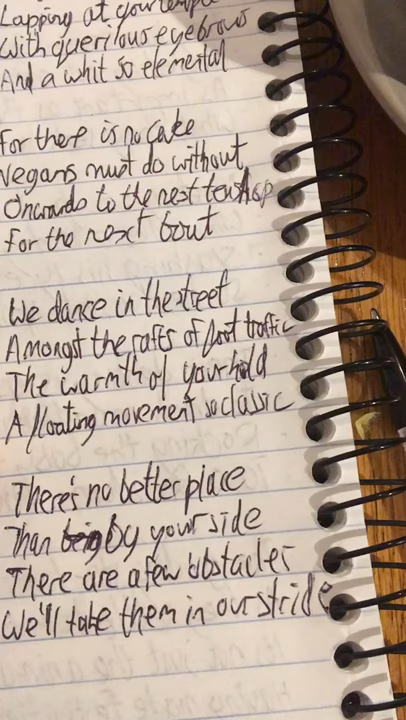 Lapping at your
With querilous eyebrows
And a whit so elemental
For there is no cake
Vegans must do without
Onwards to the next teashop
For the next bout
We dance in the street
Amongst the rafts of foot traffic
The warmth of your hold
A floating movement so classic
There's no better place
Than by your side
There are a few obstacles
We'll take them in our stride